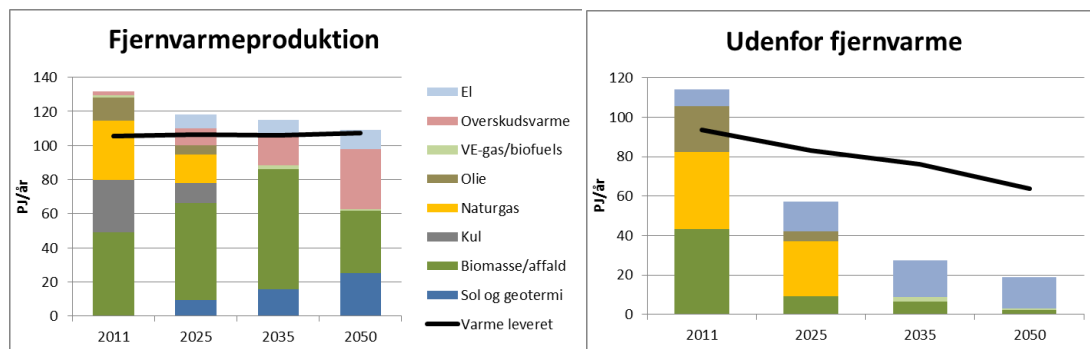 Fjernvarmeproduktion
PJ/år
140
120
100
80
60
40
20
0
2011 2025 2035 2050
El
Overskudsvarme
VE-gas/biofuels
Olie
Naturgas
Kul
Biomasse/affald
Sol og geotermi
Varme leveret
Udenfor fjernvarme
PJ/år
120
100
80
60
40
20
0
2011 2025 2035 2050